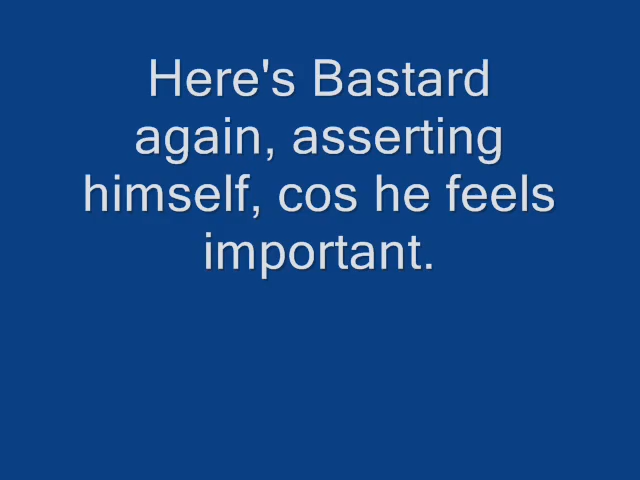 Here's Bastard
again, asserting
himself, cos he feels
important.